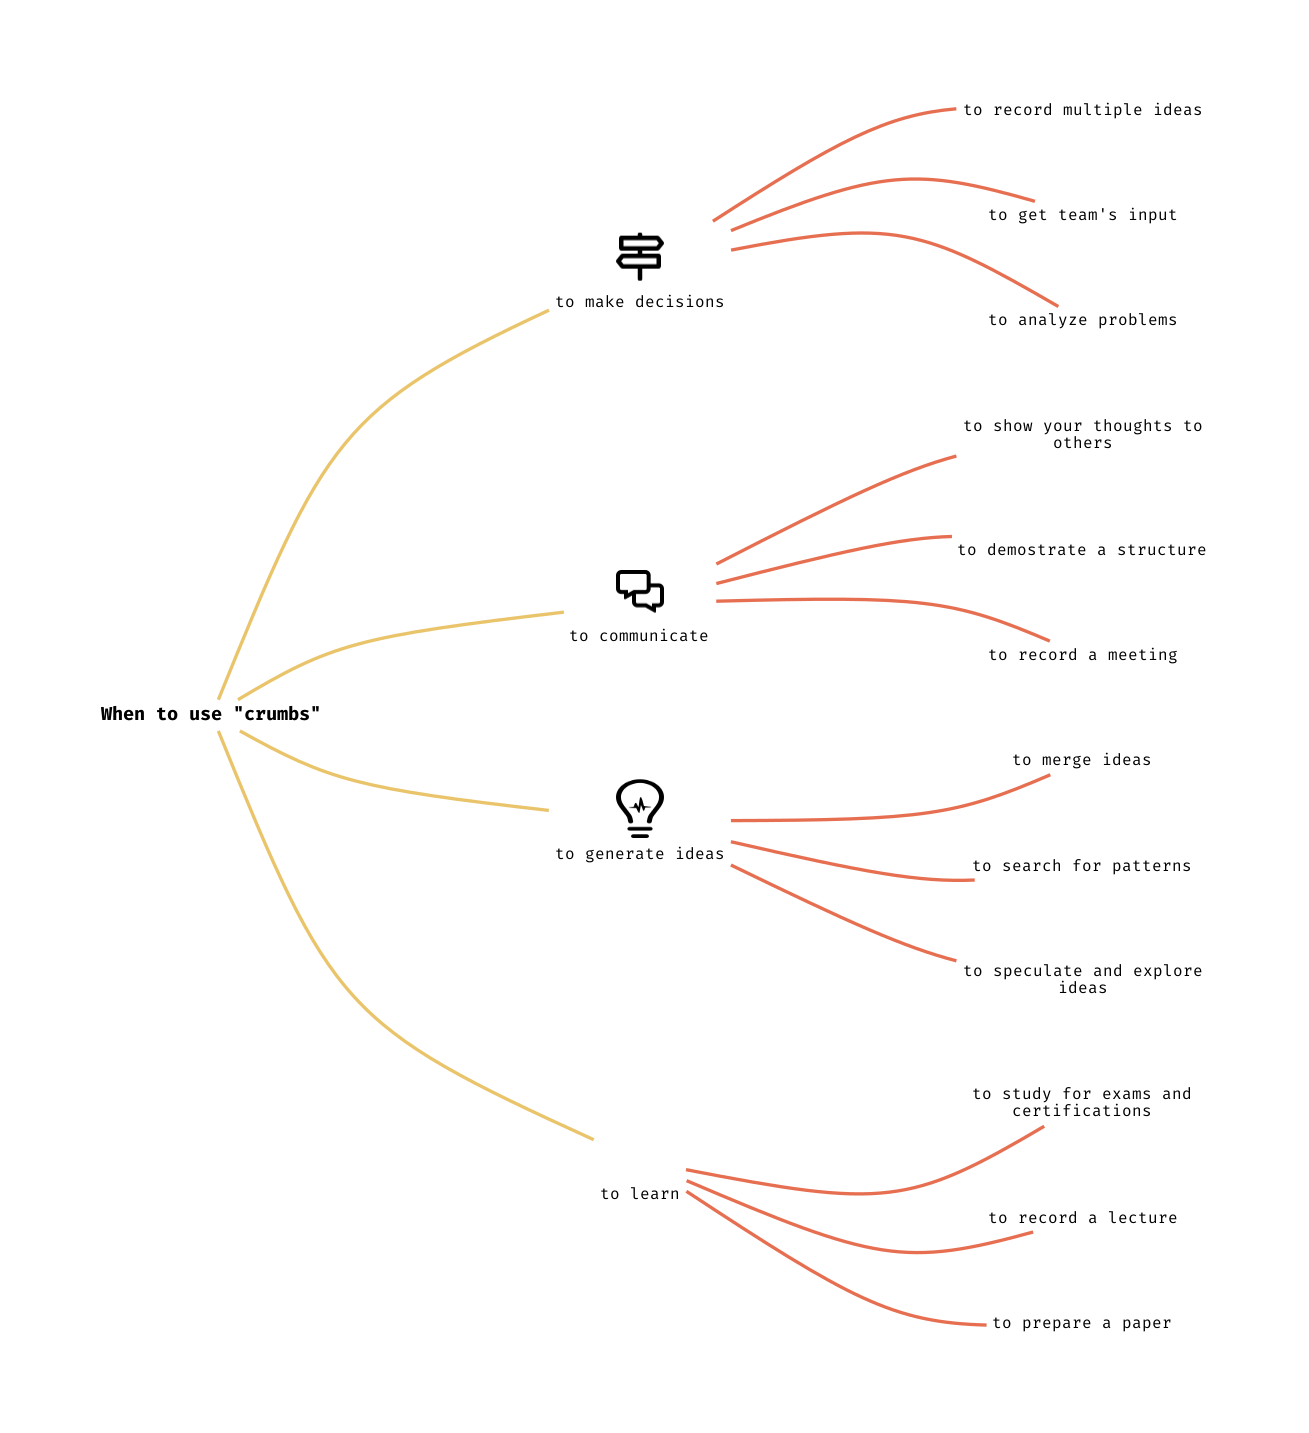 to record multiple ideas
to get team's input
to make decisions
to analyze problems
to show your thoughts to
others
to demostrate a structure
to communicate
to record a meeting
When to use "crumbs"
to merge ideas
to generate ideas
to search for patterns
to speculate and explore
ideas
to study for exams and
certifications
to learn
to record a lecture
to prepare a paper